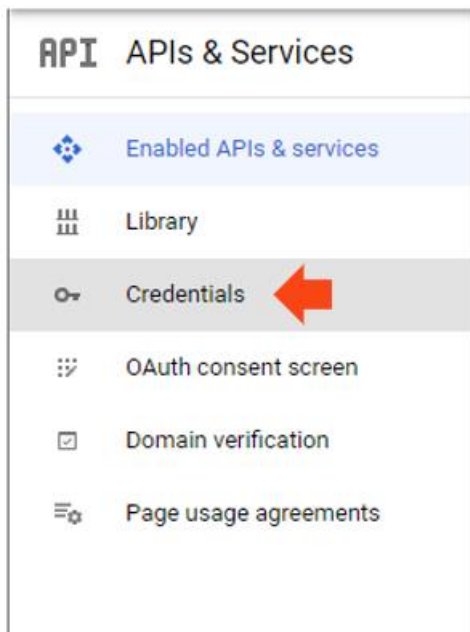 API APIs & Services
Enabled APIs & services
Library
Credentials
OAuth consent screen
Domain verification
Page usage agreements